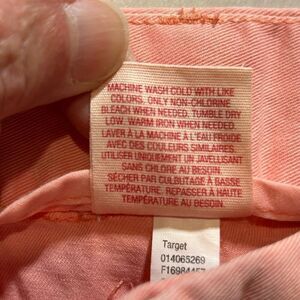 MACHINE WASH COLD WITH LIKE
COLORS. ONLY NON-CHLORINE
BLEACH WHEN NEEDED. TUMBLE DRY
LOW. WARM IRON WHEN NEEDED.
LAVER À LA MACHINE À L'EAU FROIDE
AVEC DES COULEURS SIMILAIRES.
UTILISER UNIQUEMENT UN JAVELLISANT
SANS CHLORE AU BESOIN.
SÉCHER PAR CULBUTAGE À BASSE
TEMPÉRATURE. REPASSER À HAUTE
TEMPÉRATURE AU BESOIN.
Target
014065269
F16984457